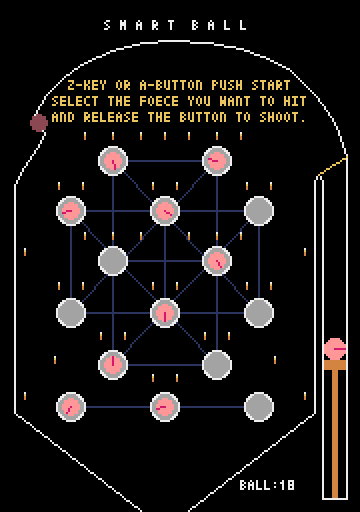 SMART BALL
Z-KEY OR A-BUTTON PUSH START
SELECT THE FOECE YOU WANT TO HIT
AND RELEASE THE BUTTON TO SHOOT.
BALL:18